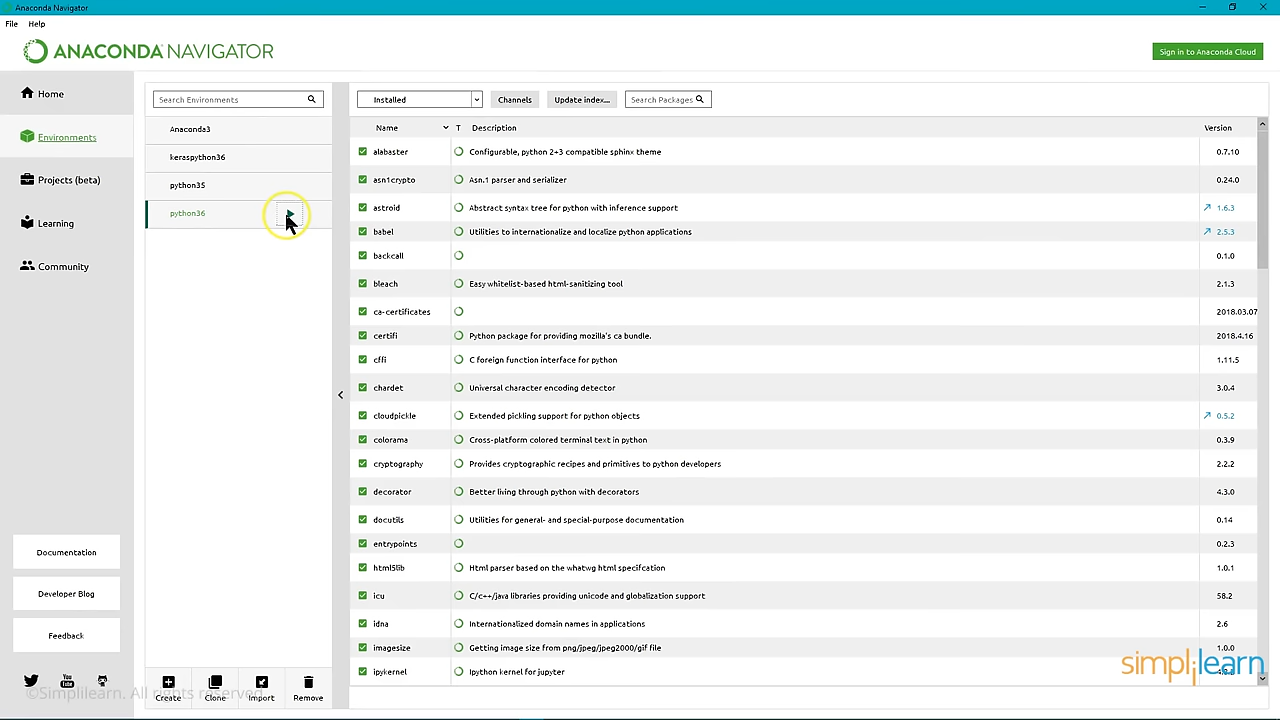 Anaconda Navigator
File Help
ANACONDA NAVIGATOR
Sign in to Anaconda Cloud
Home
Environments
Projects (beta)
Learning
Community
Documentation
Developer Blog
Feedback
Search Environments
Anaconda3
keraspython36
python35
python36
Create Clone Import Remove
Installed Channels Update index... Search Packages
Name T Description Version
alabaster Configurable, python 2+3 compatible sphinx theme 0.7.10
asn1crypto Asn.1 parser and serializer 0.24.0
astroid Abstract syntax tree for python with inference support 1.6.3
babel Utilities to internationalize and localize python applications 2.5.3
backcall 0.1.0
bleach Easy whitelist-based html-sanitizing tool 2.1.3
ca-certificates 2018.03.07
certifi Python package for providing mozilla's ca bundle. 2018.4.16
cffi C foreign function interface for python 1.11.5
chardet Universal character encoding detector 3.0.4
cloudpickle Extended pickling support for python objects 0.5.2
colorama Cross-platform colored terminal text in python 0.3.9
cryptography Provides cryptographic recipes and primitives to python developers 2.2.2
decorator Better living through python with decorators 4.3.0
docutils Utilities for general- and special-purpose documentation 0.14
entrypoints 0.2.3
html5lib Html parser based on the whatwg html specifcation 1.0.1
icu C/c++/java libraries providing unicode and globalization support 58.2
idna Internationalized domain names in applications 2.6
imagesize Getting image size from png/jpeg/jpeg2000/gif file 1.0.0
ipykernel Ipython kernel for jupyter
simplilearn
©Simplilearn. All rights reserved.